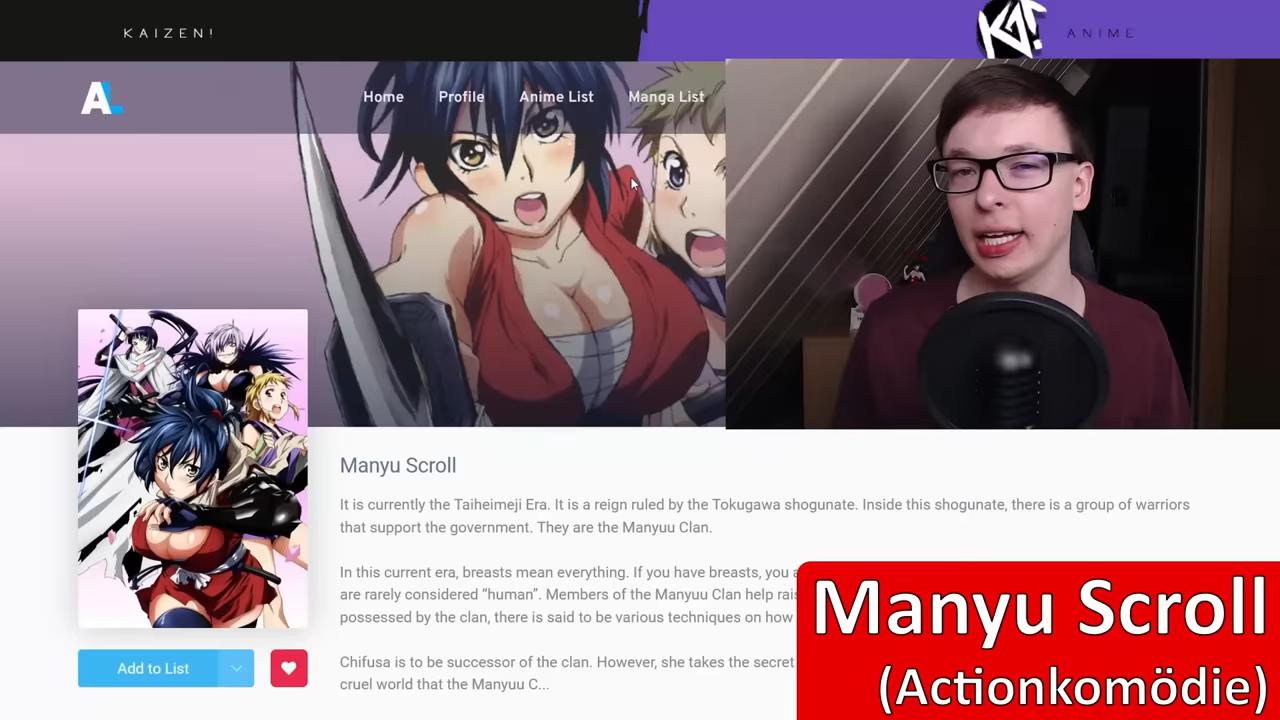 KAIZEN!
KA!
ANIME
AL
Home Profile Anime List Manga List
Manyu Scroll
It is currently the Taiheimeji Era. It is a reign ruled by the Tokugawa shogunate. Inside this shogunate, there is a group of warriors
that support the government. They are the Manyuu Clan.
In this current era, breasts mean everything. If you have breasts, you
are rarely considered “human”. Members of the Manyuu Clan help
possessed by the clan, there is said to be various techniques on how
Chifusa is to be successor of the clan. However, she takes the secret
cruel world that the Manyuu C...
Add to List
Manyu Scroll
(Actionkomödie)